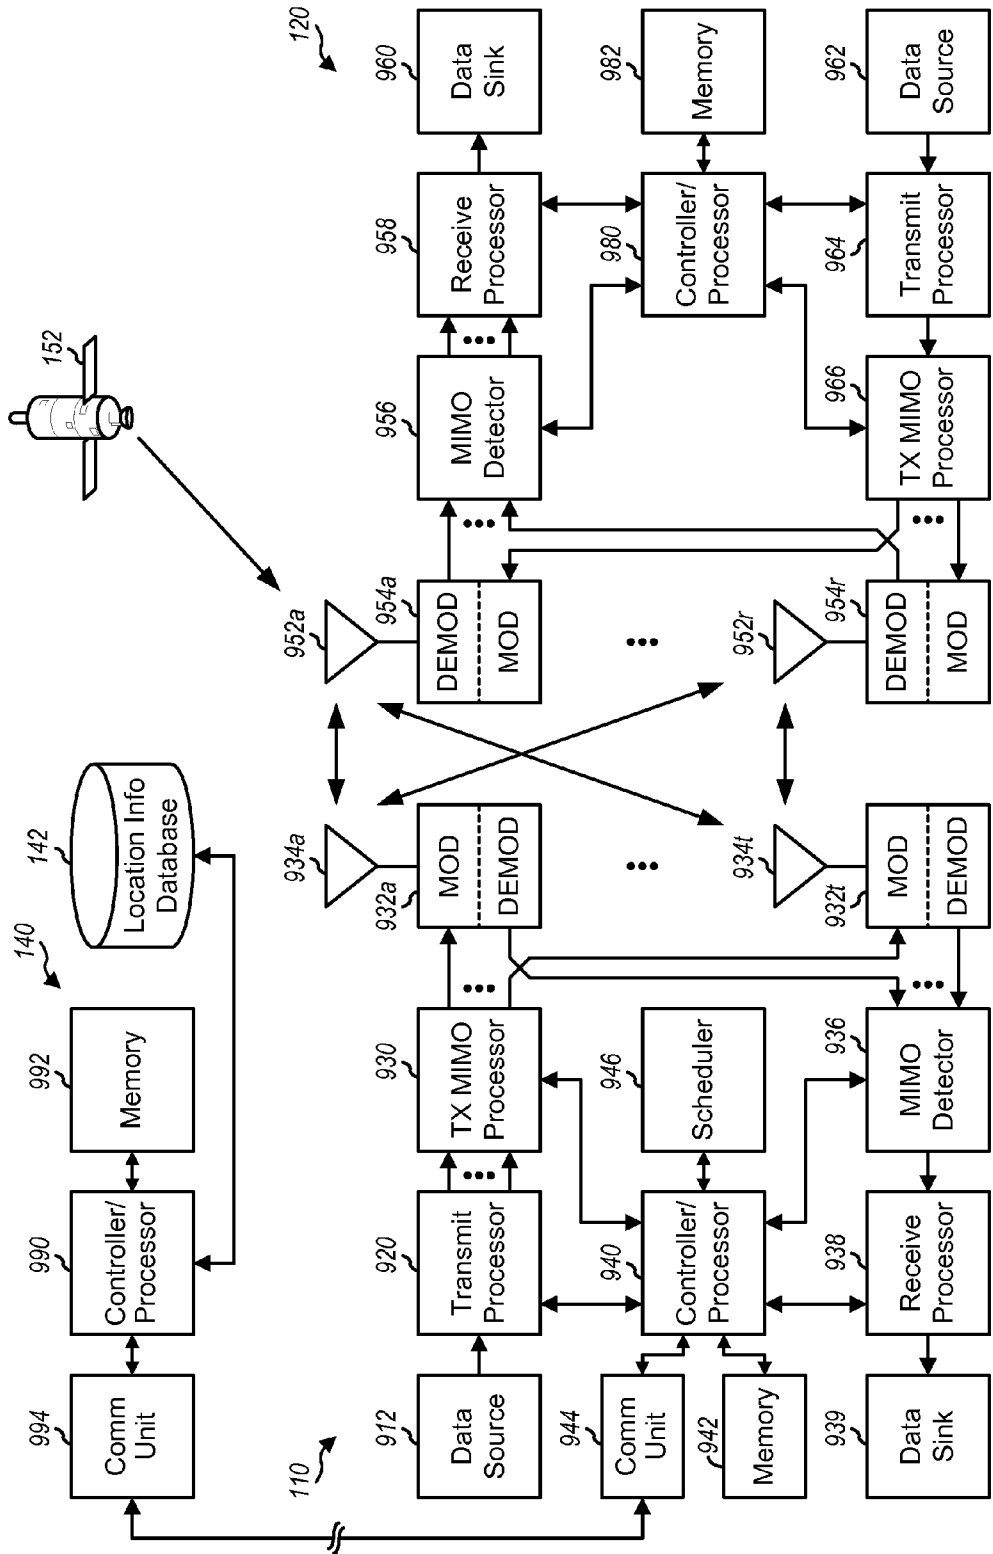 994
Comm
Unit
990
Controller/
Processor
992
Memory
140
142
Location Info
Database
152
110
912
Data
Source
920
Transmit
Processor
930
TX MIMO
Processor
932a
MOD
DEMOD
934a
952a
954a
DEMOD
MOD
956
MIMO
Detector
958
Receive
Processor
960
Data
Sink
120
944
Comm
Unit
942
Memory
940
Controller/
Processor
946
Scheduler
980
Controller/
Processor
982
Memory
939
Data
Sink
938
Receive
Processor
936
MIMO
Detector
932t
MOD
DEMOD
934t
952r
954r
DEMOD
MOD
966
TX MIMO
Processor
964
Transmit
Processor
962
Data
Source